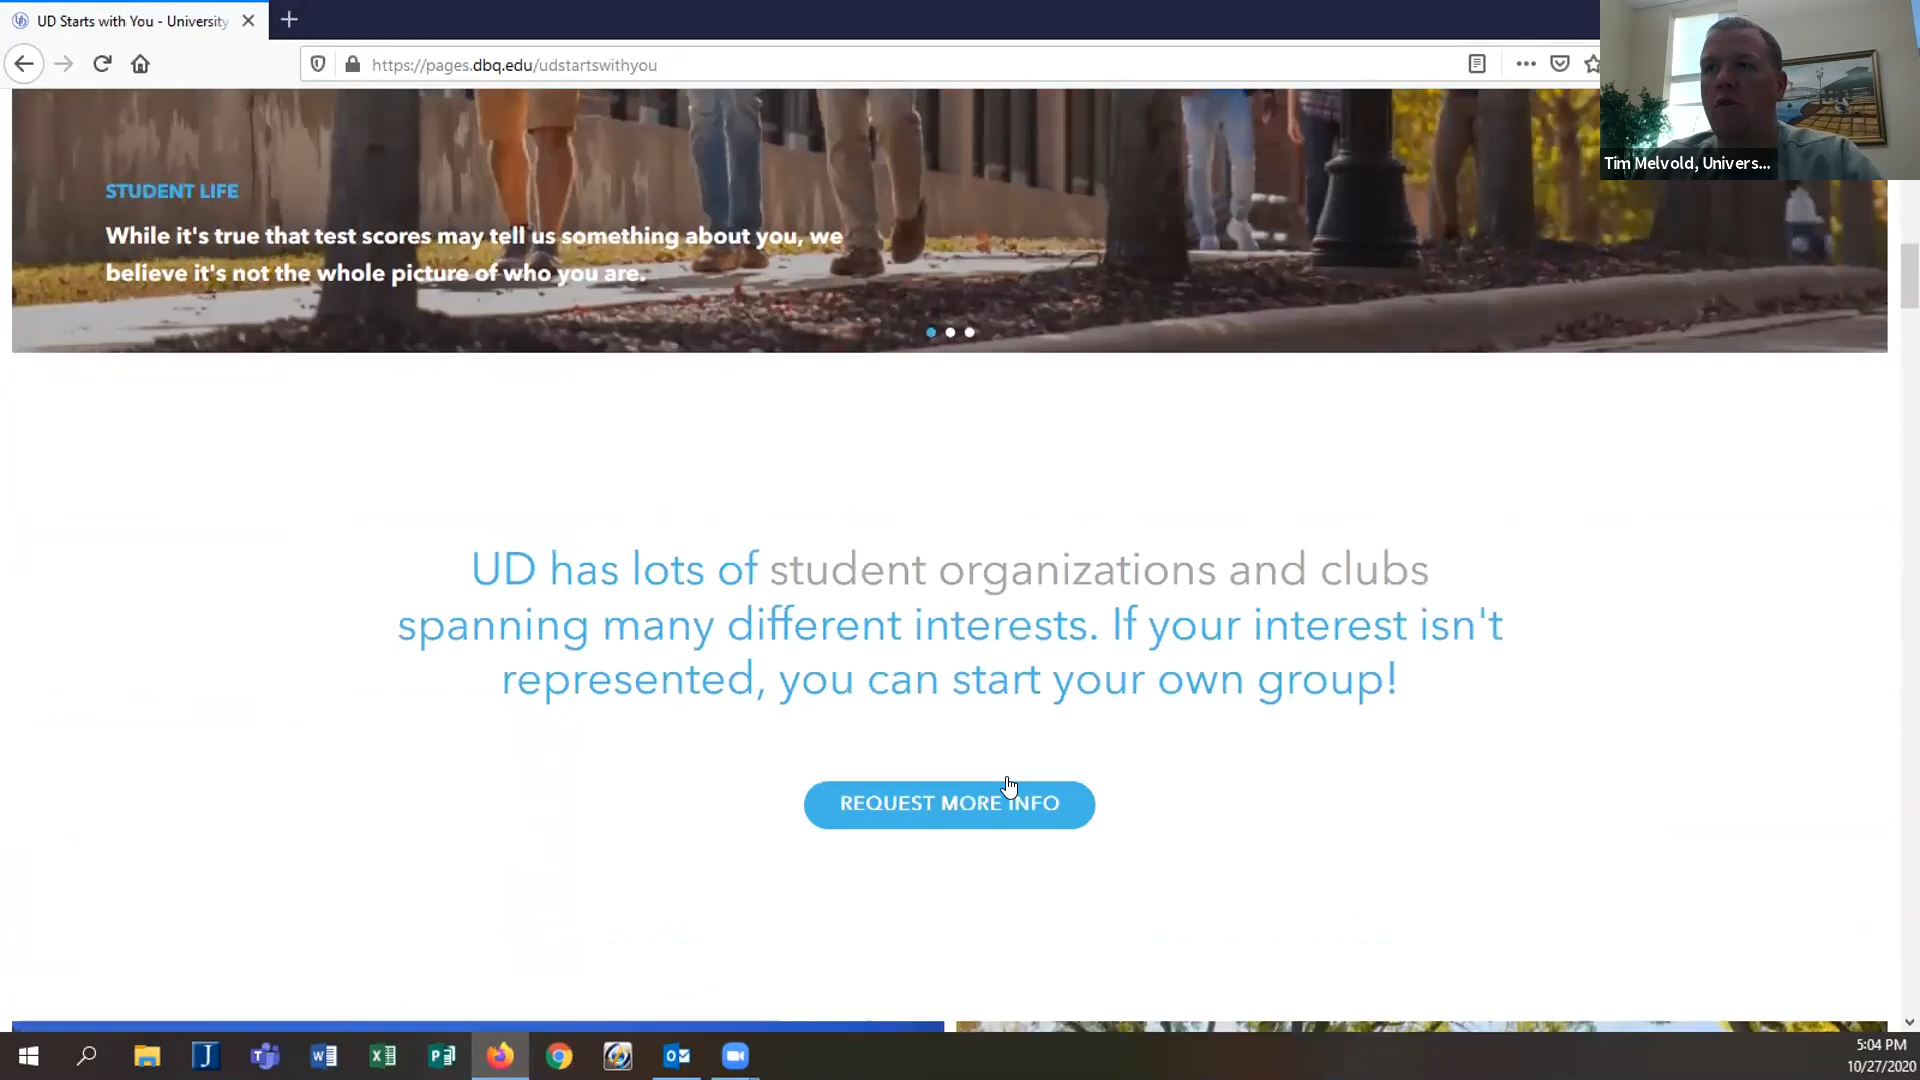 UD Starts with You - University
https://pages.dbq.edu/udstartswithyou
Tim Melvold, Univers...
STUDENT LIFE
While it's true that test scores may tell us something about you, we
believe it's not the whole picture of who you are.
UD has lots of student organizations and clubs
spanning many different interests. If your interest isn't
represented, you can start your own group!
REQUEST MORE INFO
5:04 PM
10/27/2020